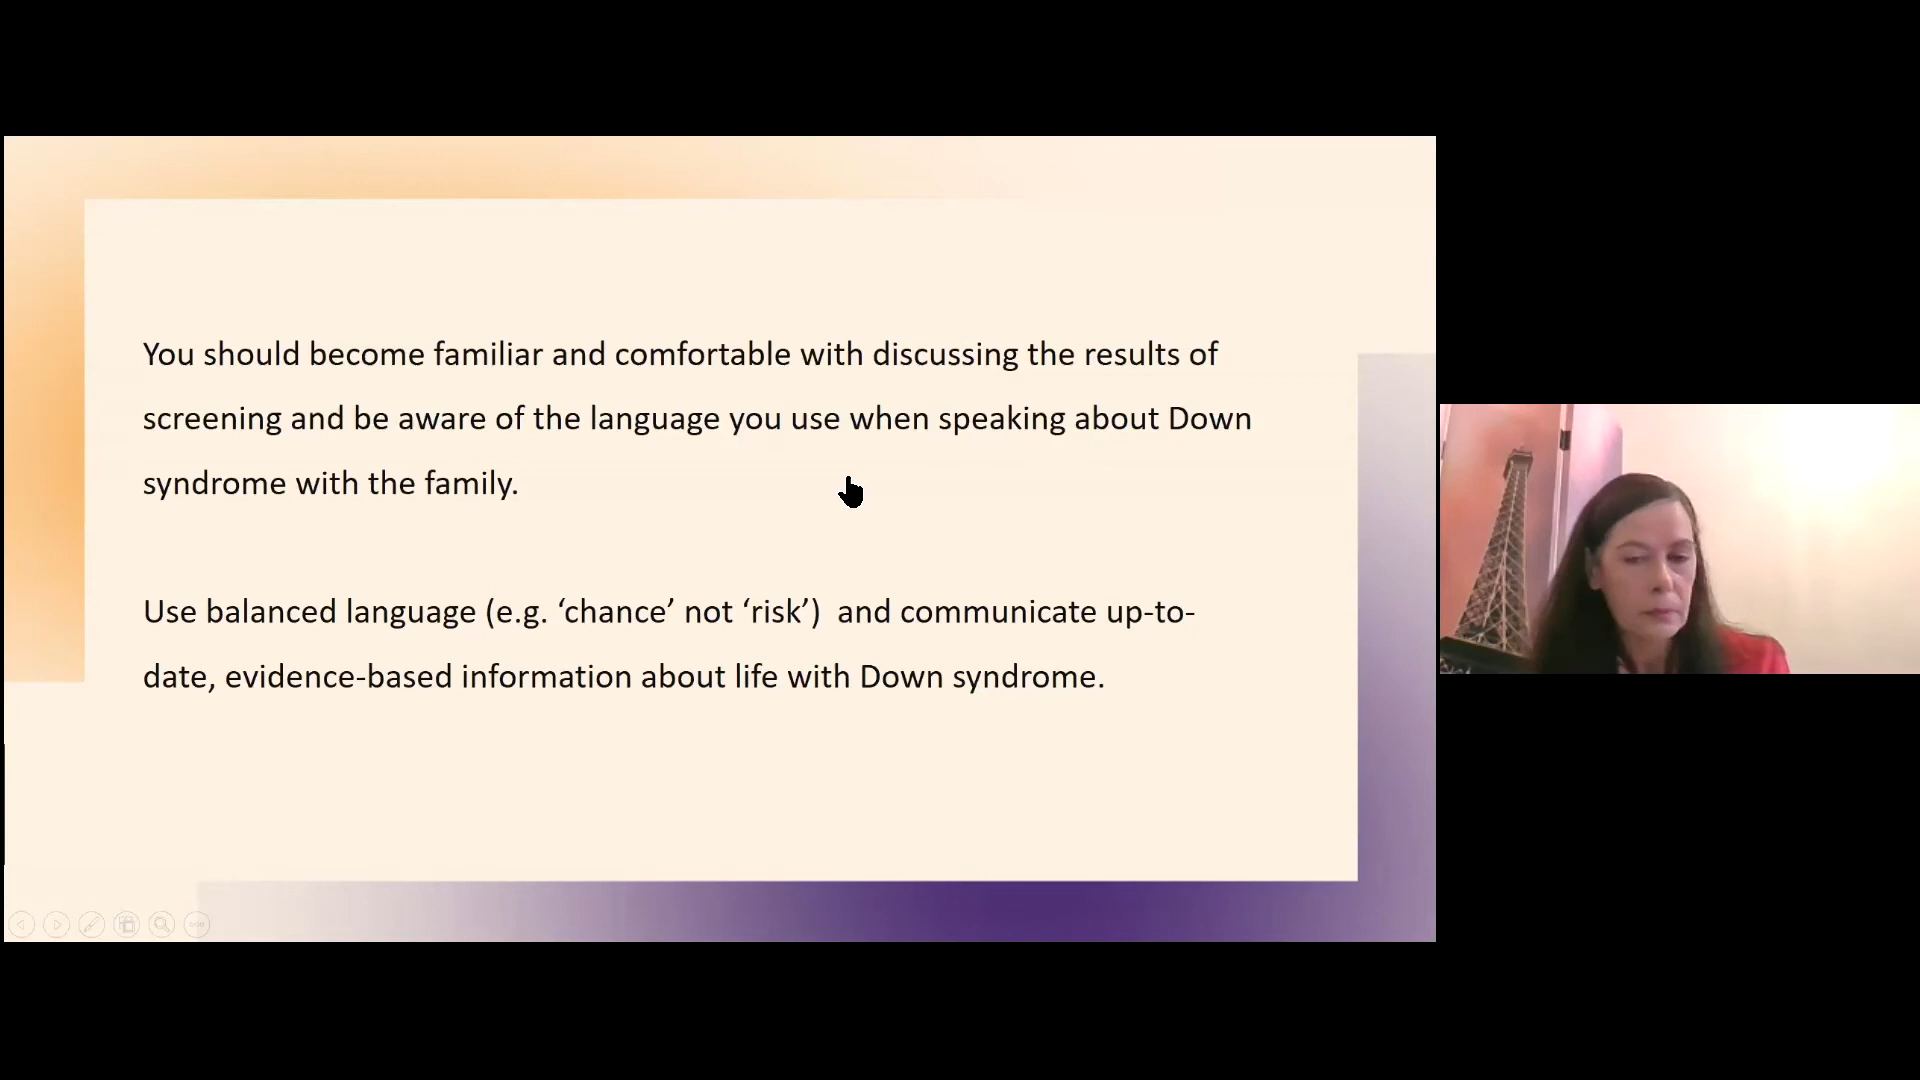 You should become familiar and comfortable with discussing the results of
screening and be aware of the language you use when speaking about Down
syndrome with the family.
Use balanced language (e.g. ‘chance’ not ‘risk’)  and communicate up-to-
date, evidence-based information about life with Down syndrome.